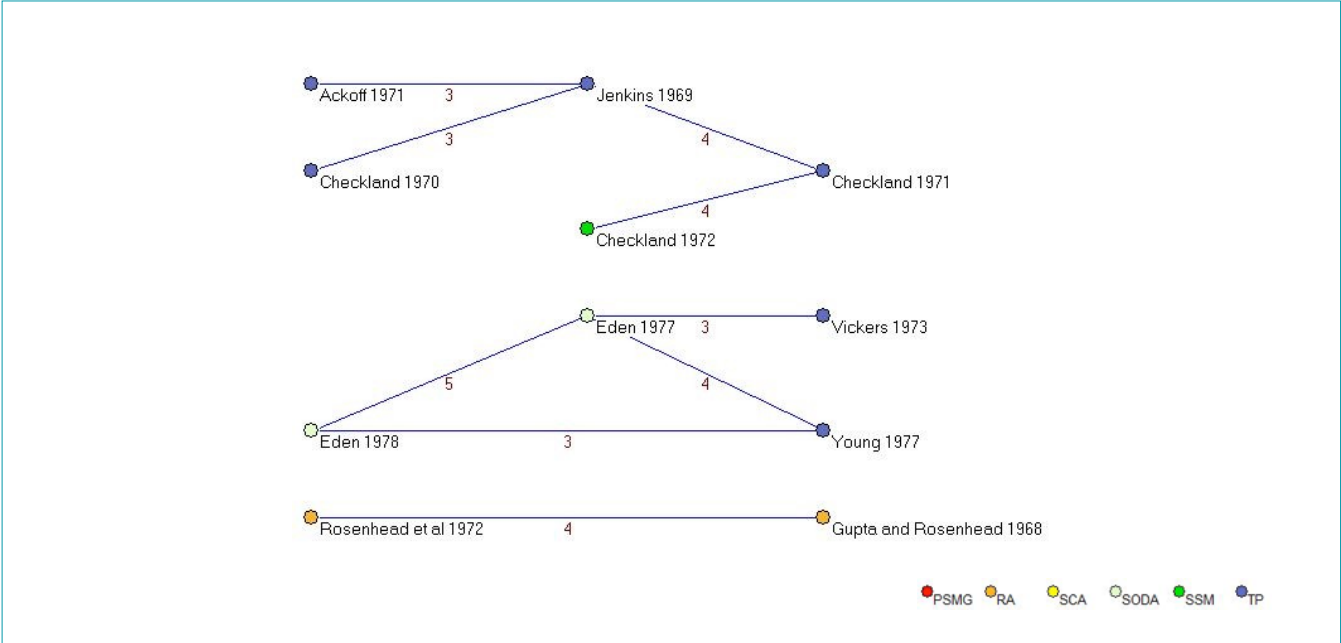 Ackoff 1971
3
Jenkins 1969
3
4
Checkland 1970
Checkland 1971
4
Checkland 1972
Eden 1977
3
Vickers 1973
5
4
Eden 1978
3
Young 1977
Rosenhead et al 1972
4
Gupta and Rosenhead 1968
PSMG RA SCA SODA SSM TP